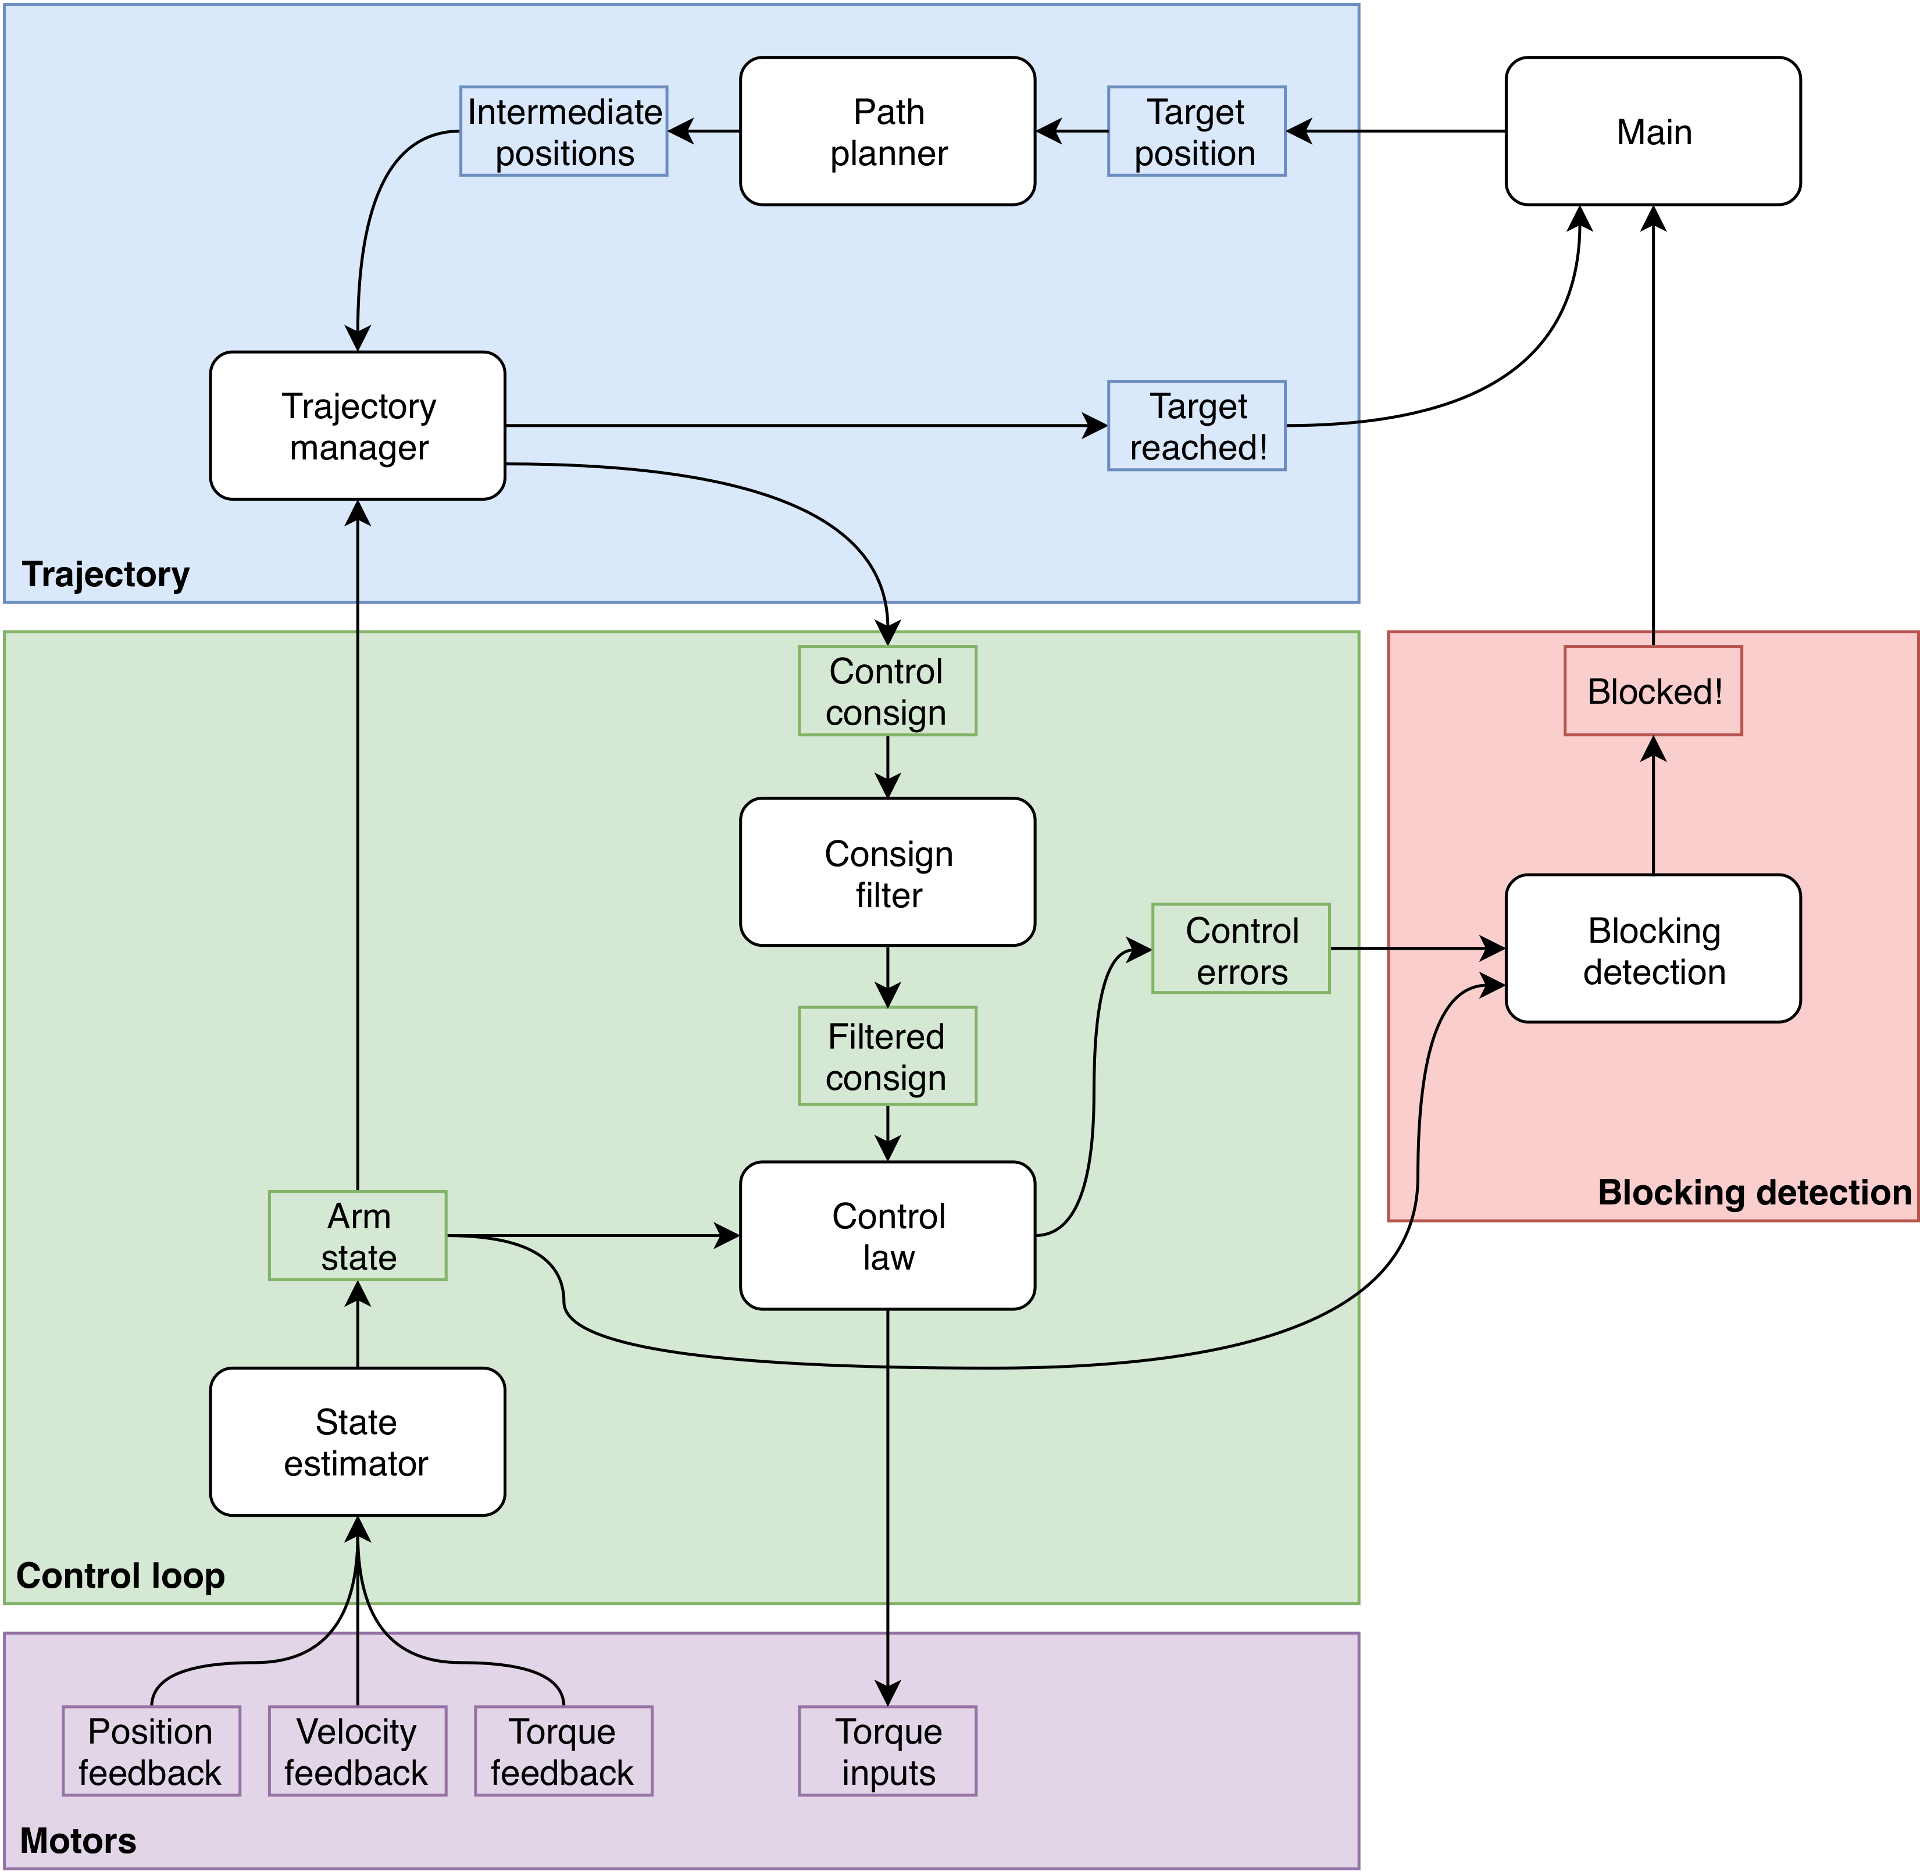 Intermediate
positions
Path
planner
Target
position
Main
Trajectory
manager
Target
reached!
Trajectory
Control
consign
Blocked!
Consign
filter
Control
errors
Blocking
detection
Filtered
consign
Blocking detection
Arm
state
Control
law
State
estimator
Control loop
Position
feedback
Velocity
feedback
Torque
feedback
Torque
inputs
Motors